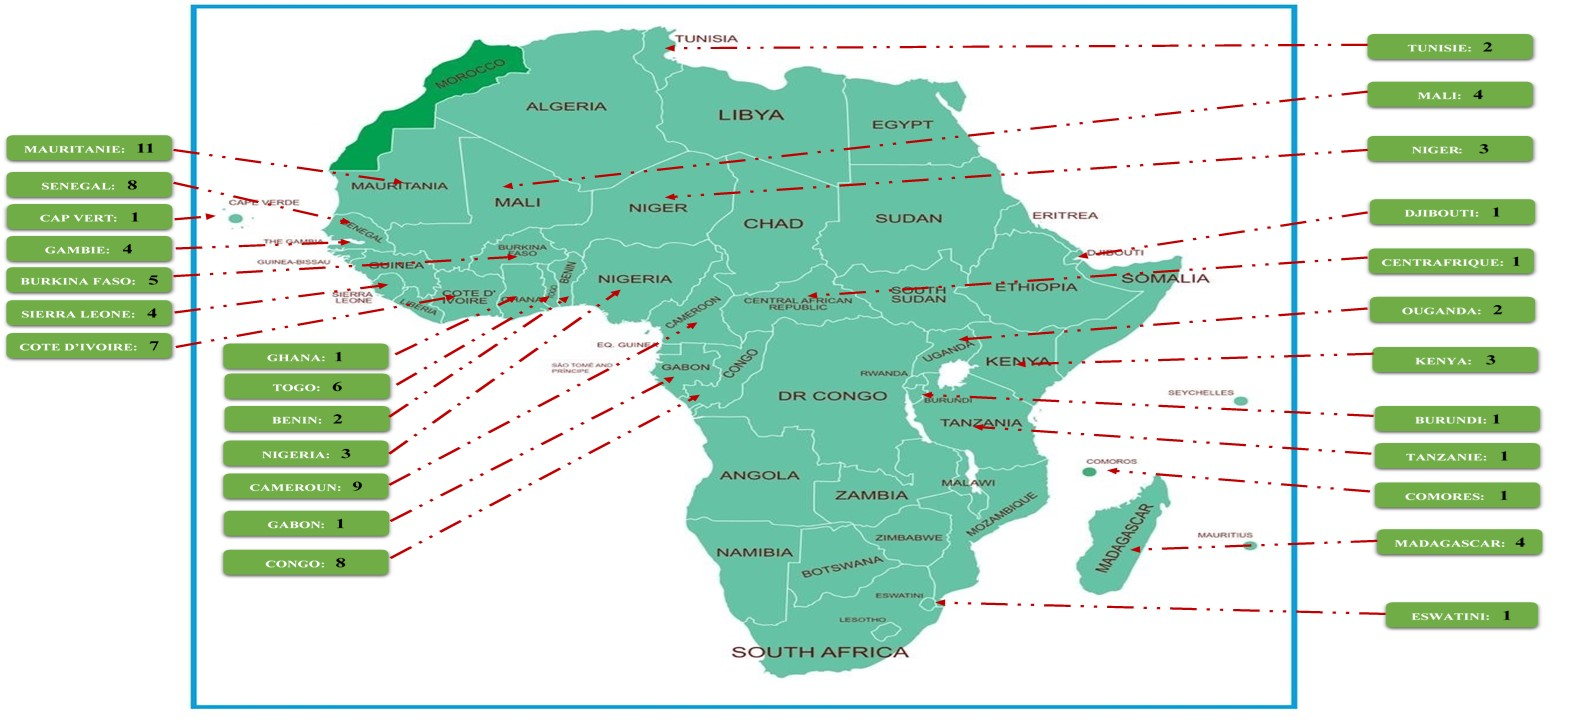 MAURITANIE: 11
SENEGAL: 8
CAP VERT: 1
GAMBIE: 4
BURKINA FASO: 5
SIERRA LEONE: 4
COTE D’IVOIRE: 7
GHANA: 1
TOGO: 6
BENIN: 2
NIGERIA: 3
CAMEROUN: 9
GABON: 1
CONGO: 8
TUNISIA
MOROCCO
ALGERIA
LIBYA
EGYPT
MAURITANIA
MALI
NIGER
CHAD
SUDAN
ERITREA
CAPE VERDE
SENEGAL
THE GAMBIA
GUINEA-BISSAU
GUINEA
BURKINA
FASO
BENIN
TOGO
GHANA
COTE D'
VOIRE
SIERRA
LEONE
LIBERIA
NIGERIA
DJIBOUTI
SOMALIA
ETHIOPIA
SOUTH
SUDAN
CENTRAL AFRICAN
REPUBLIC
CAMEROON
EQ. GUINEA
SÃO TOMÉ AND
PRÍNCIPE
GABON
CONGO
UGANDA
KENYA
RWANDA
BURUNDI
DR CONGO
TANZANIA
SEYCHELLES
COMOROS
ANGOLA
ZAMBIA
MALAWI
MOZAMBIQUE
MADAGASCAR
MAURITIUS
ZIMBABWE
NAMIBIA
BOTSWANA
ESWATINI
LESOTHO
SOUTH AFRICA
TUNISIE: 2
MALI: 4
NIGER: 3
DJIBOUTI: 1
CENTRAFRIQUE: 1
OUGANDA: 2
KENYA: 3
BURUNDI: 1
TANZANIE: 1
COMORES: 1
MADAGASCAR: 4
ESWATINI: 1